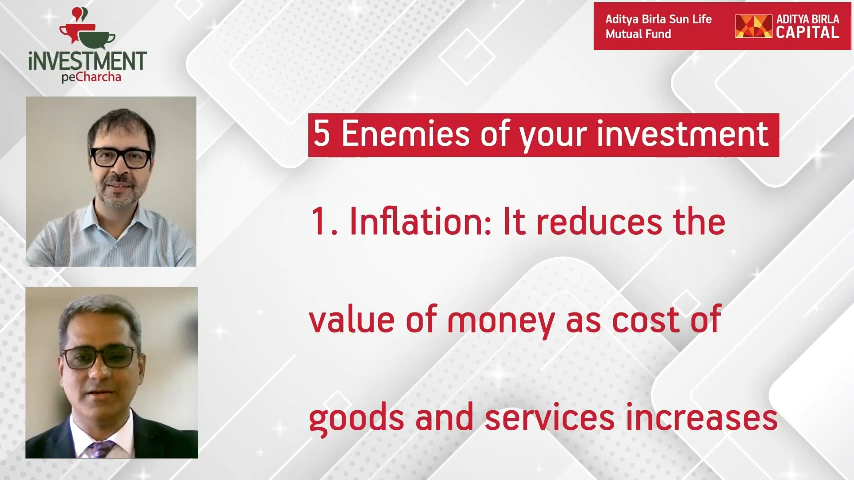 iNVESTMENT
peCharcha
Aditya Birla Sun Life
Mutual Fund
ADITYA BIRLA
CAPITAL
5 Enemies of your investment
1. Inflation: It reduces the
value of money as cost of
goods and services increases